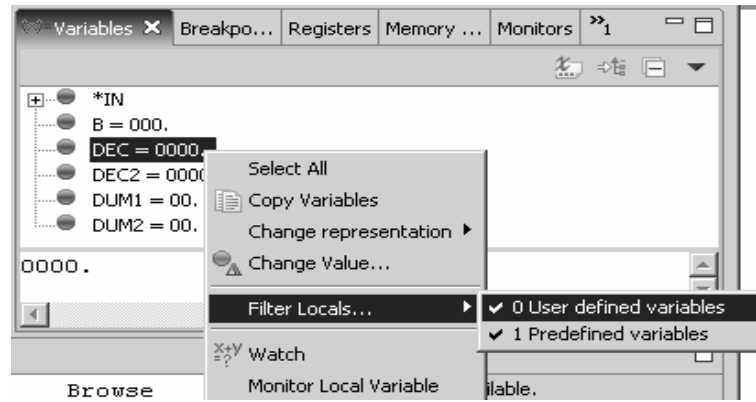 Variables Breakpo... Registers Memory ... Monitors »1
*IN
B = 000.
DEC = 0000.
DEC2 = 0000
DUM1 = 00.
DUM2 = 00.
0000.
Select All
Copy Variables
Change representation
Change Value...
Filter Locals...
0 User defined variables
1 Predefined variables
x+y=? Watch
Monitor Local Variable
Browse
ilable.